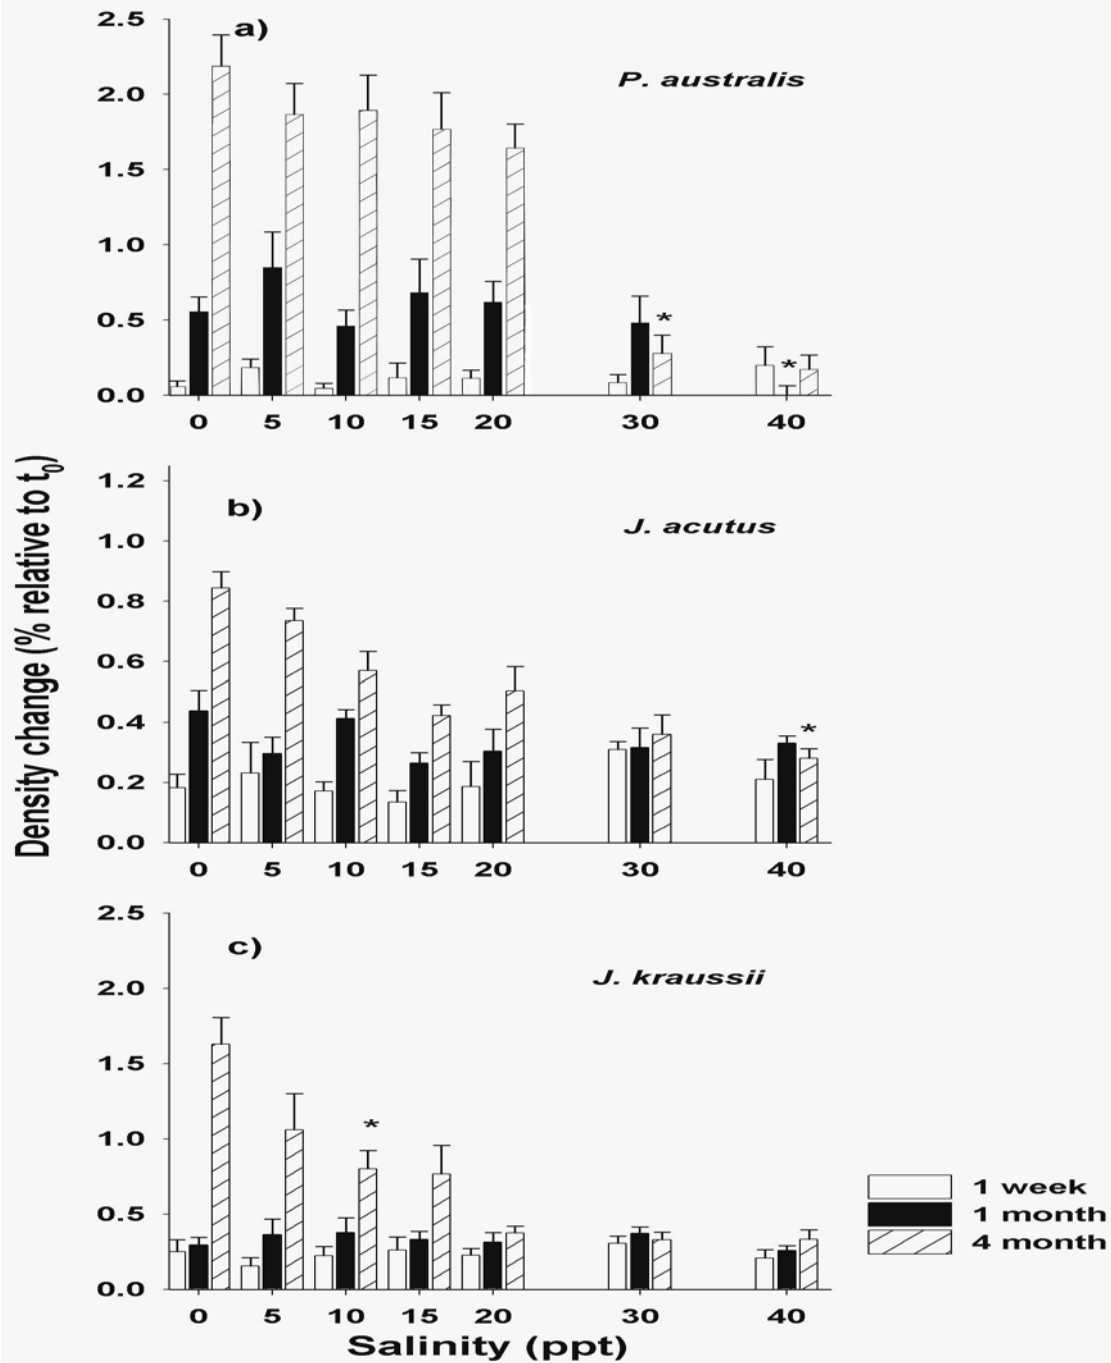 Density change (% relative to t0)
a)
P. australis
2.5
2.0
1.5
1.0
0.5
0.0
*
*
0 5 10 15 20 30 40
b)
J. acutus
1.2
1.0
0.8
0.6
0.4
0.2
0.0
*
0 5 10 15 20 30 40
c)
J. kraussii
2.5
2.0
1.5
1.0
0.5
0.0
*
0 5 10 15 20 30 40
Salinity (ppt)
1 week
1 month
4 month